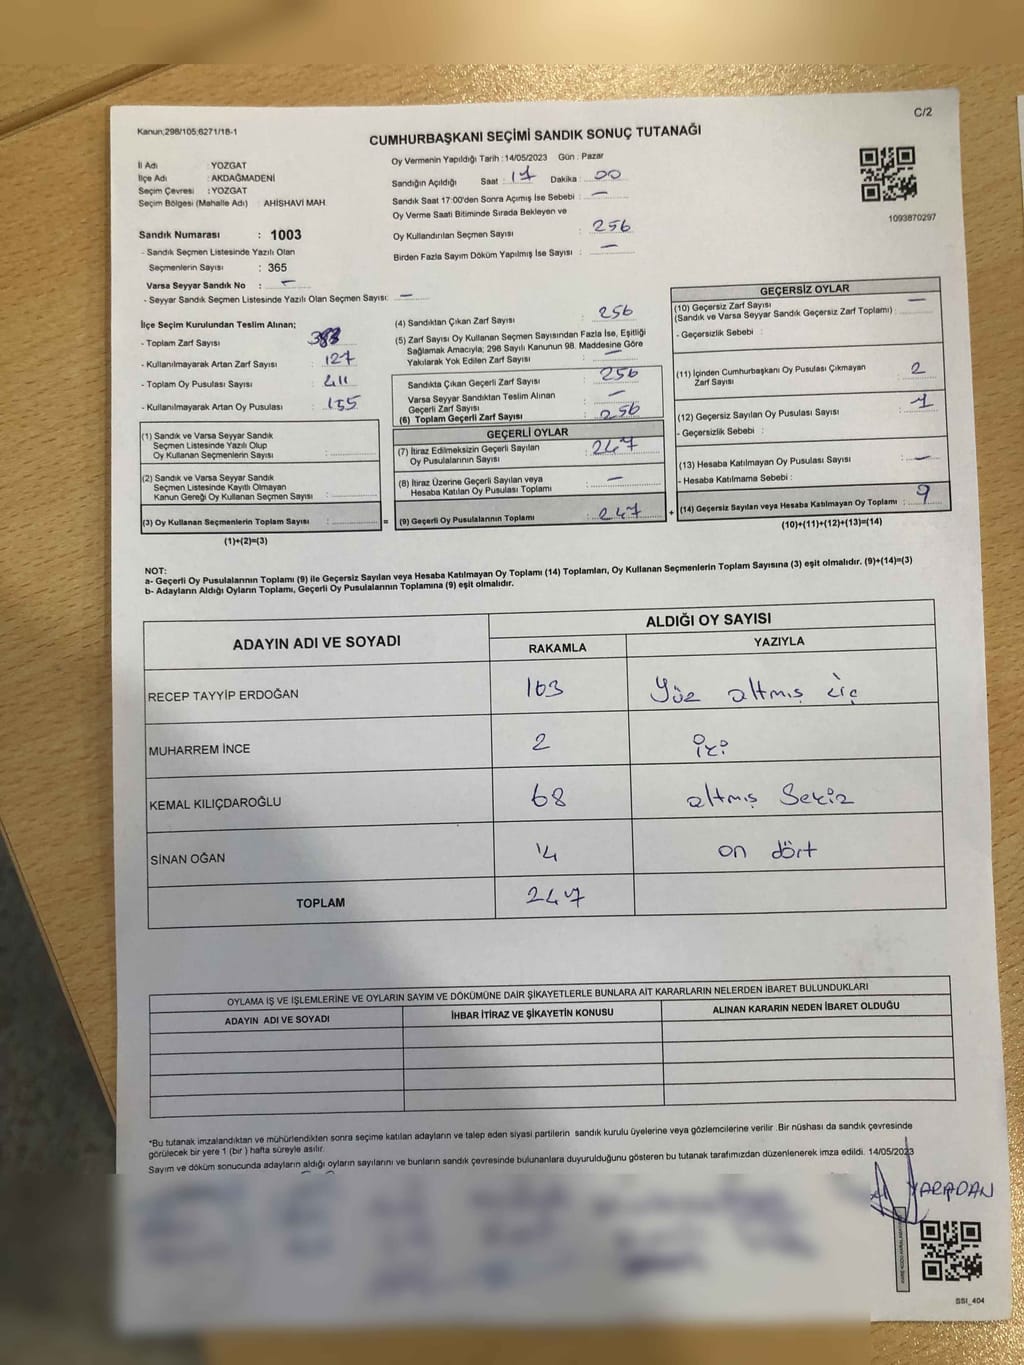 C/2
Kanun;298/105;6271/18-1
CUMHURBAŞKANI SEÇİMİ SANDIK SONUÇ TUTANAĞI
İl Adı : YOZGAT
İlçe Adı : AKDAĞMADENİ
Seçim Çevresi : YOZGAT
Seçim Bölgesi (Mahalle Adı) : AHİSHAVİ MAH.
Oy Vermenin Yapıldığı Tarih : 14/05/2023 Gün : Pazar
Sandığın Açıldığı Saat : 17 Dakika : 00
Sandık Saat 17:00'den Sonra Açımış İse Sebebi : —
Oy Verme Saati Bitiminde Sırada Bekleyen ve
Oy Kullandırılan Seçmen Sayısı : 256
Birden Fazla Sayım Döküm Yapılmış İse Sayısı : —
1093870297
Sandık Numarası : 1003
- Sandık Seçmen Listesinde Yazılı Olan
Seçmenlerin Sayısı : 365
Varsa Seyyar Sandık No : —
- Seyyar Sandık Seçmen Listesinde Yazılı Olan Seçmen Sayısı: —
İlçe Seçim Kurulundan Teslim Alınan;
- Toplam Zarf Sayısı : 383
- Kullanılmayarak Artan Zarf Sayısı : 127
- Toplam Oy Pusulası Sayısı : 411
- Kullanılmayarak Artan Oy Pusulası : 155
(1) Sandık ve Varsa Seyyar Sandık
Seçmen Listesinde Yazılı Olup
Oy Kullanan Seçmenlerin Sayısı :
(2) Sandık ve Varsa Seyyar Sandık
Seçmen Listesinde Kayıtlı Olmayan
Kanun Gereği Oy Kullanan Seçmen Sayısı :
(3) Oy Kullanan Seçmenlerin Toplam Sayısı :
(1)+(2)=(3)
(4) Sandıktan Çıkan Zarf Sayısı : 256
(5) Zarf Sayısı Oy Kullanan Seçmen Sayısından Fazla İse, Eşitliği
Sağlamak Amacıyla; 298 Sayılı Kanunun 98. Maddesine Göre
Yakılarak Yok Edilen Zarf Sayısı : —
Sandıkta Çıkan Geçerli Zarf Sayısı : 256
Varsa Seyyar Sandıktan Teslim Alınan
Geçerli Zarf Sayısı : —
(6) Toplam Geçerli Zarf Sayısı : 256
GEÇERLİ OYLAR
(7) İtiraz Edilmeksizin Geçerli Sayılan
Oy Pusulalarının Sayısı : 247
(8) İtiraz Üzerine Geçerli Sayılan veya
Hesaba Katılan Oy Pusulası Toplamı : —
(9) Geçerli Oy Pusulalarının Toplamı : 247
GEÇERSİZ OYLAR
(10) Geçersiz Zarf Sayısı
(Sandık ve Varsa Seyyar Sandık Geçersiz Zarf Toplamı) : —
- Geçersizlik Sebebi :
(11) İçinden Cumhurbaşkanı Oy Pusulası Çıkmayan
Zarf Sayısı : 2
(12) Geçersiz Sayılan Oy Pusulası Sayısı : 7
- Geçersizlik Sebebi :
(13) Hesaba Katılmayan Oy Pusulası Sayısı : —
- Hesaba Katılmama Sebebi :
(14) Geçersiz Sayılan veya Hesaba Katılmayan Oy Toplamı : 9
(10)+(11)+(12)+(13)=(14)
NOT:
a- Geçerli Oy Pusulalarının Toplamı (9) ile Geçersiz Sayılan veya Hesaba Katılmayan Oy Toplamı (14) Toplamları, Oy Kullanan Seçmenlerin Toplam Sayısına (3) eşit olmalıdır. (9)+(14)=(3)
b- Adayların Aldığı Oyların Toplamı, Geçerli Oy Pusulalarının Toplamına (9) eşit olmalıdır.
ADAYIN ADI VE SOYADI ALDIĞI OY SAYISI
RAKAMLA YAZIYLA
RECEP TAYYİP ERDOĞAN 163 Yüz altmış üç
MUHARREM İNCE 2 iki
KEMAL KILIÇDAROĞLU 68 altmış Sekiz
SİNAN OĞAN 14 on dört
TOPLAM 247
OYLAMA İŞ VE İŞLEMLERİNE VE OYLARIN SAYIM VE DÖKÜMÜNE DAİR ŞİKAYETLERLE BUNLARA AİT KARARLARIN NELERDEN İBARET BULUNDUKLARI
ADAYIN ADI VE SOYADI İHBAR İTİRAZ VE ŞİKAYETİN KONUSU ALINAN KARARIN NEDEN İBARET OLDUĞU
*Bu tutanak imzalandıktan ve mühürlendikten sonra seçime katılan adayların ve talep eden siyasi partilerin sandık kurulu üyelerine veya gözlemcilerine verilir .Bir nüshası da sandık çevresinde
görülecek bir yere 1 (bir ) hafta süreyle asılır.
Sayım ve döküm sonucunda adayların aldığı oyların sayılarını ve bunların sandık çevresinde bulunanlara duyurulduğunu gösteren bu tutanak tarafımızdan düzenlenerek imza edildi. 14/05/2023
YARADAN
SSI_404